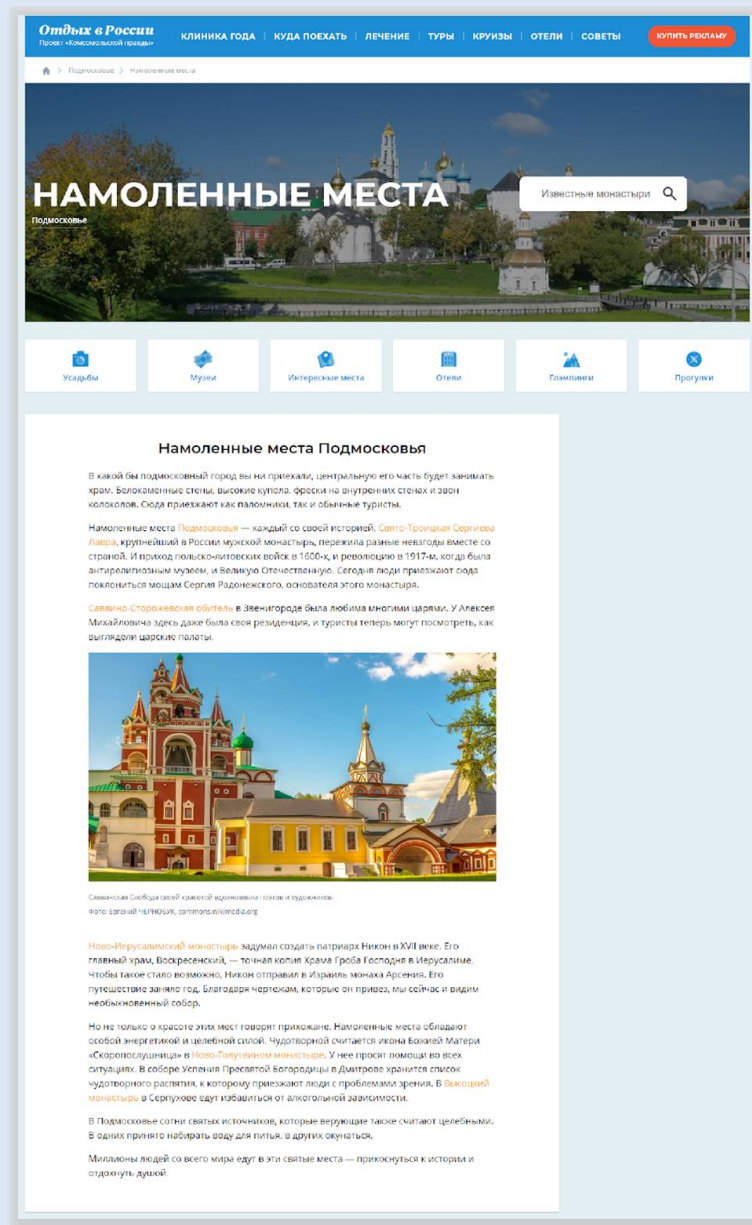 Отдых в России
Проект «Комсомольской правды»
КЛИНИКА ГОДА
КУДА ПОЕХАТЬ
ЛЕЧЕНИЕ
ТУРЫ
КРУИЗЫ
ОТЕЛИ
СОВЕТЫ
КУПИТЬ РЕКЛАМУ
Подмосковье > Намоленные места
НАМОЛЕННЫЕ МЕСТА
Подмосковье
Известные монастыри
Усадьбы
Музеи
Интересные места
Отели
Глэмпинги
Прогулки
Намоленные места Подмосковья
В какой бы подмосковный город вы ни приехали, центральную его часть будет занимать
храм. Белокаменные стены, высокие купола, фрески на внутренних стенах и звон
колоколов. Сюда приезжают как паломники, так и обычные туристы.
Намоленные места Подмосковья — каждый со своей историей. Свято-Троицкая Сергиева
Лавра, крупнейший в России мужской монастырь, пережила разные невзгоды вместе со
страной. И приход польско-литовских войск в 1600-х, и революцию в 1917-м, когда была
антирелигиозным музеем, и Великую Отечественную. Сегодня люди приезжают сюда
поклониться мощам Сергия Радонежского, основателя этого монастыря.
Саввино-Сторожевская обитель в Звенигороде была любима многими царями. У Алексея
Михайловича здесь даже была своя резиденция, и туристы теперь могут посмотреть, как
выглядели царские палаты.
Саввинская Слобода своей красотой вдохновляла поэтов и художников.
Фото: Евгений ЧЕРНОБУК, commons.wikimedia.org
Ново-Иерусалимский монастырь задумал создать патриарх Никон в XVII веке. Его
главный храм, Воскресенский, — точная копия Храма Гроба Господня в Иерусалиме.
Чтобы такое стало возможно, Никон отправил в Израиль монаха Арсения. Его
путешествие заняло год. Благодаря чертежам, которые он привез, мы сейчас и видим
необыкновенный собор.
Но не только о красоте этих мест говорят прихожане. Намоленные места обладают
особой энергетикой и целебной силой. Чудотворной считается икона Божией Матери
«Скоропослушница» в Ново-Голутвином монастыре. У нее просят помощи во всех
ситуациях. В соборе Успения Пресвятой Богородицы в Дмитрове хранится список
чудотворного распятия, к которому приезжают люди с проблемами зрения. В Высоцкий
монастырь в Серпухове едут избавиться от алкогольной зависимости.
В Подмосковье сотни святых источников, которые верующие также считают целебными.
В одних принято набирать воду для питья, в других окунаться.
Миллионы людей со всего мира едут в эти святые места — прикоснуться к истории и
отдохнуть душой.